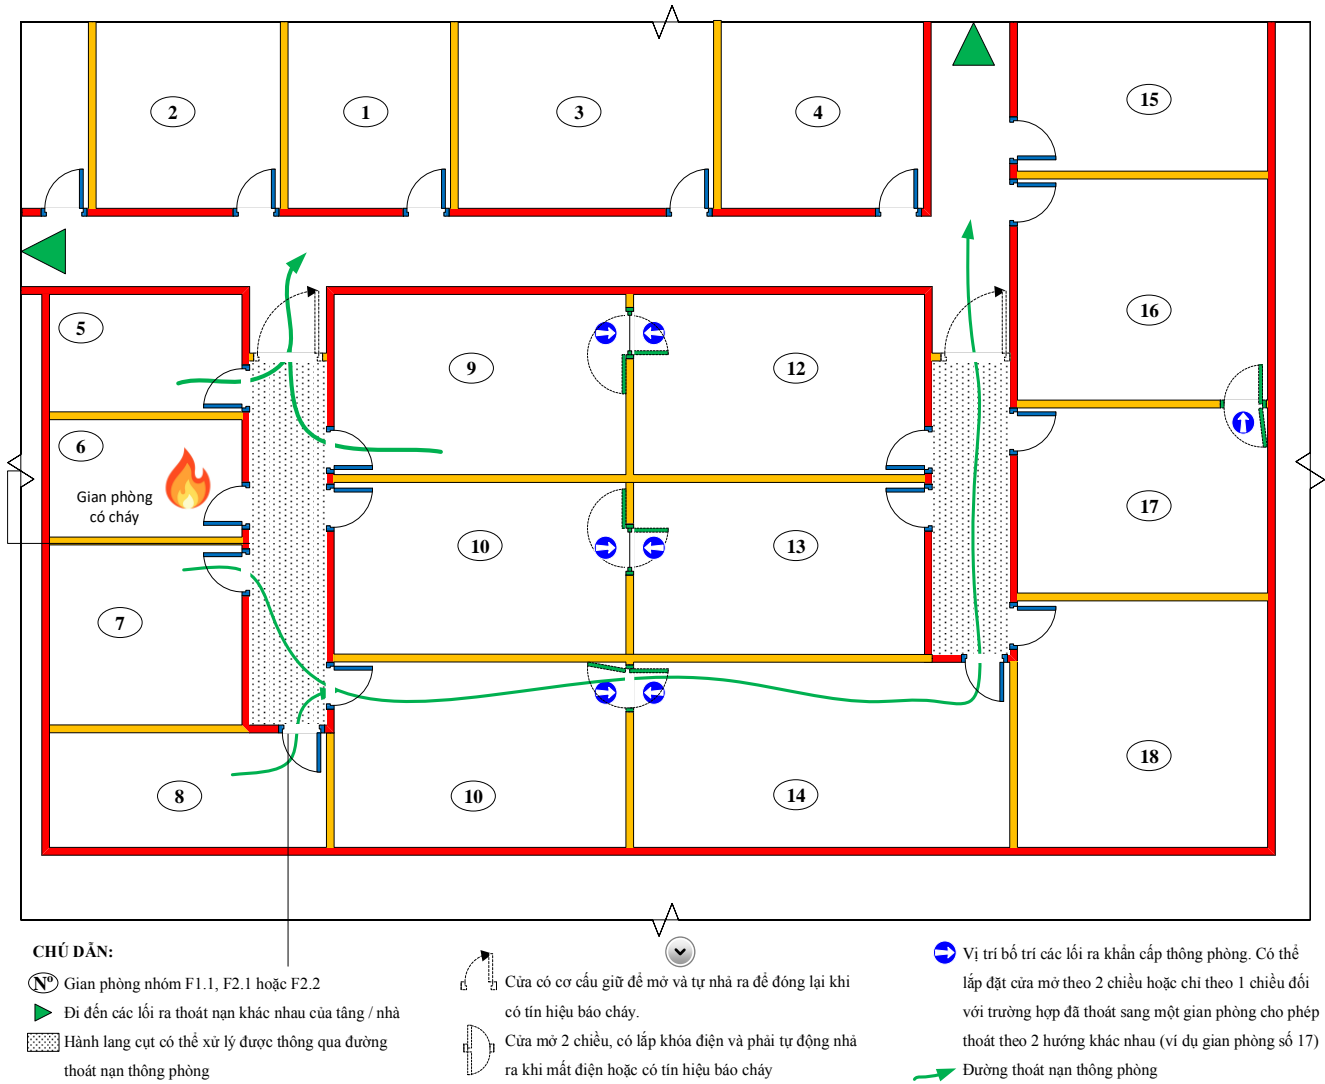 2
1
3
4
15
5
16
9
12
6
Gian phòng
có cháy
17
10
13
7
18
8
10
14
CHÚ DẪN:
Nº Gian phòng nhóm F1.1, F2.1 hoặc F2.2
Đi đến các lối ra thoát nạn khác nhau của tầng / nhà
Hành lang cụt có thể xử lý được thông qua đường
thoát nạn thông phòng
Cửa có cơ cấu giữ để mở và tự nhả ra để đóng lại khi
có tín hiệu báo cháy.
Cửa mở 2 chiều, có lắp khóa điện và phải tự động nhả
ra khi mất điện hoặc có tín hiệu báo cháy
Vị trí bố trí các lối ra khẩn cấp thông phòng. Có thể
lắp đặt cửa mở theo 2 chiều hoặc chỉ theo 1 chiều đối
với trường hợp đã thoát sang một gian phòng cho phép
thoát theo 2 hướng khác nhau (ví dụ gian phòng số 17)
Đường thoát nạn thông phòng